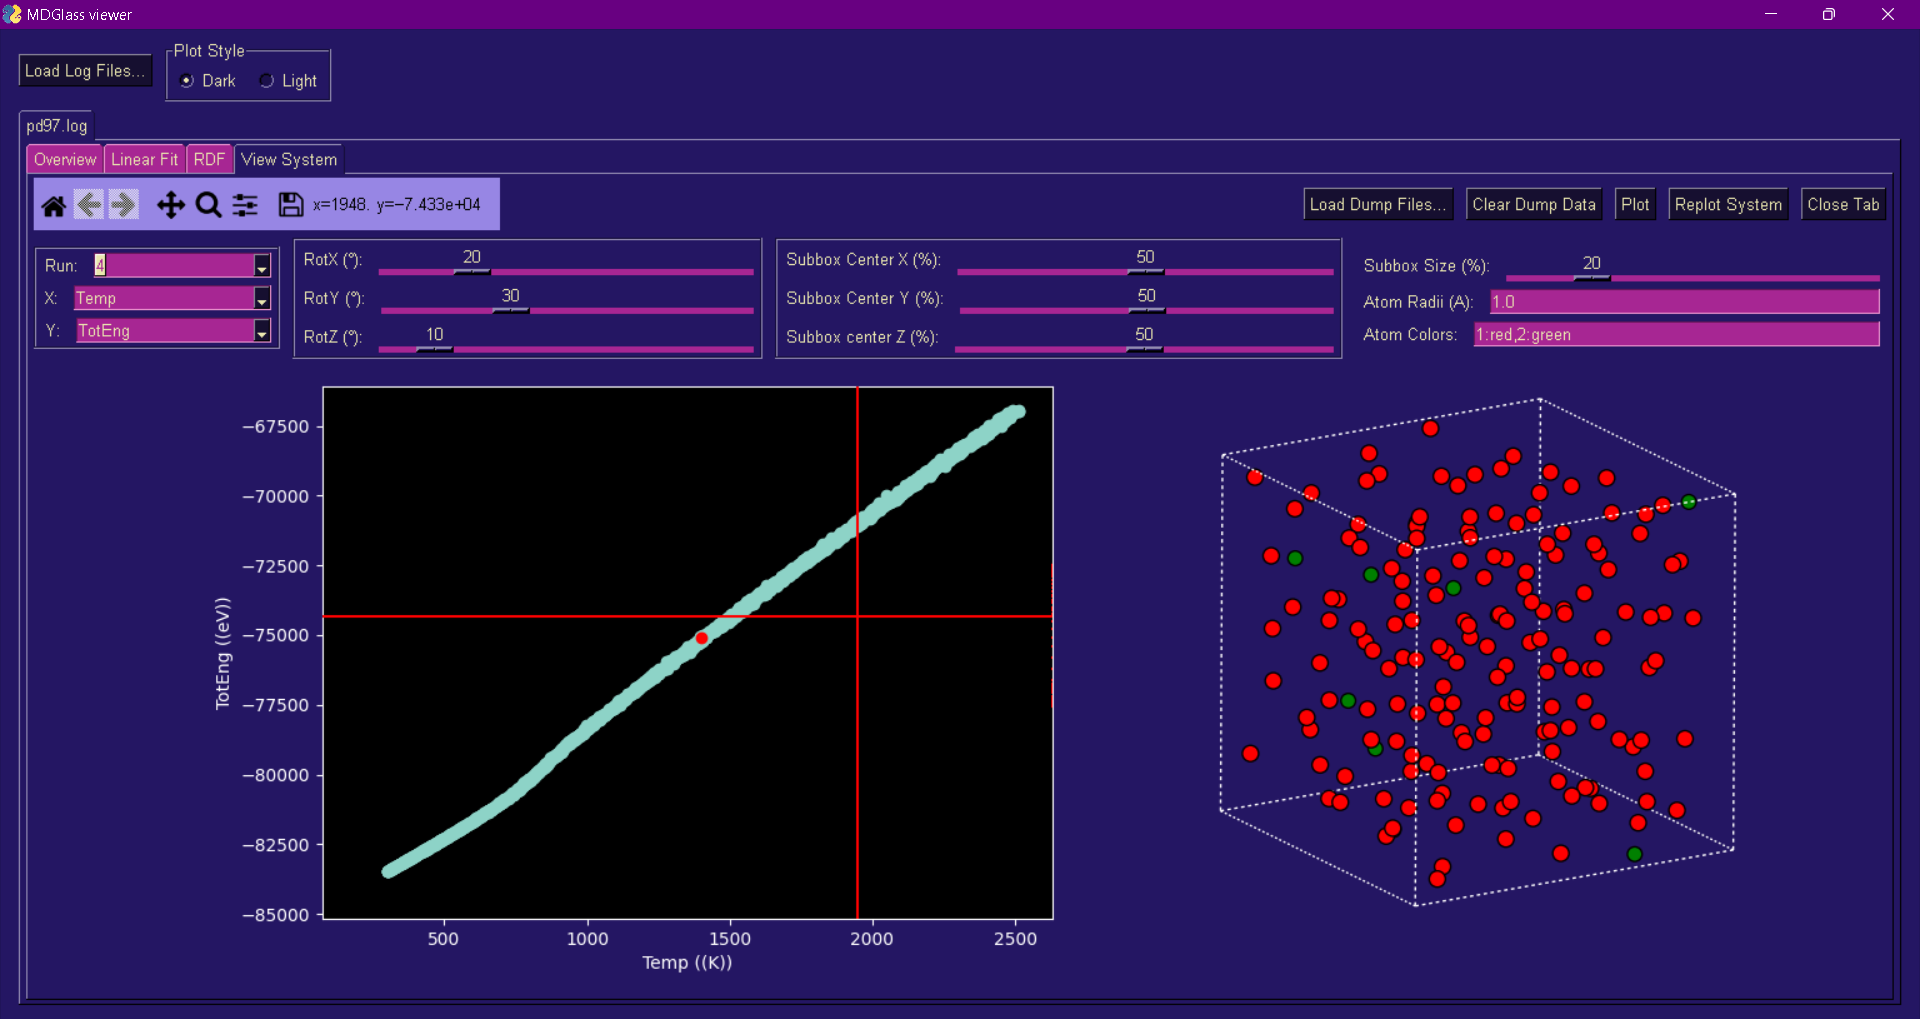 MDGlass viewer
Load Log Files...
Plot Style
Dark Light
pd97.log
Overview Linear Fit RDF View System
x=1948. y=−7.433e+04
Load Dump Files... Clear Dump Data Plot Replot System Close Tab
Run: 4
X: Temp
Y: TotEng
RotX (°): 20
RotY (°): 30
RotZ (°): 10
Subbox Center X (%): 50
Subbox Center Y (%): 50
Subbox center Z (%): 50
Subbox Size (%): 20
Atom Radii (A): 1.0
Atom Colors: 1:red,2:green
−67500
−70000
−72500
−75000
−77500
−80000
−82500
−85000
TotEng ((eV))
500 1000 1500 2000 2500
Temp ((K))